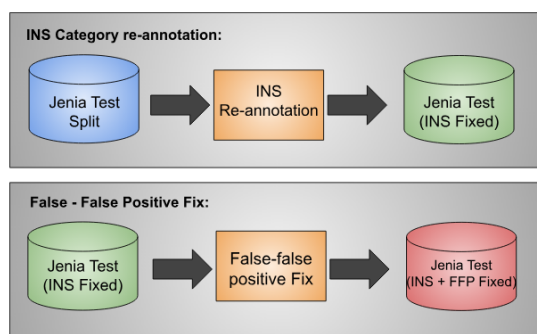 INS Category re-annotation:
Jenia Test
Split
INS
Re-annotation
Jenia Test
(INS Fixed)
False - False Positive Fix:
Jenia Test
(INS Fixed)
False-false
positive Fix
Jenia Test
(INS + FFP Fixed)